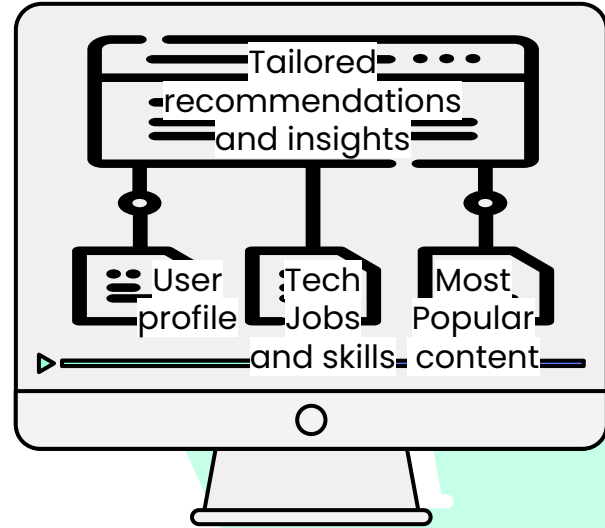 Tailored
recommendations
and insights
User
profile
Tech
Jobs
and skills
Most
Popular
content